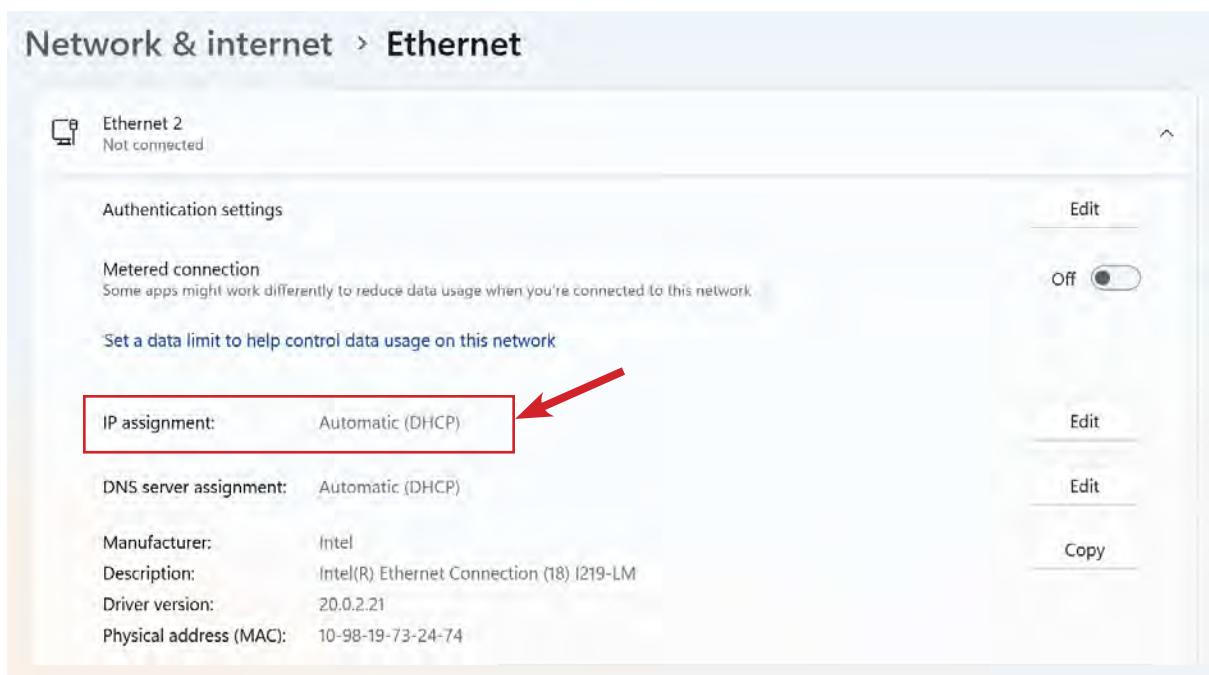 Network & internet > Ethernet
Ethernet 2
Not connected
Authentication settings Edit
Metered connection
Some apps might work differently to reduce data usage when you're connected to this network
Off
Set a data limit to help control data usage on this network
IP assignment: Automatic (DHCP) Edit
DNS server assignment: Automatic (DHCP) Edit
Manufacturer: Intel Copy
Description: Intel(R) Ethernet Connection (18) I219-LM
Driver version: 20.0.2.21
Physical address (MAC): 10-98-19-73-24-74